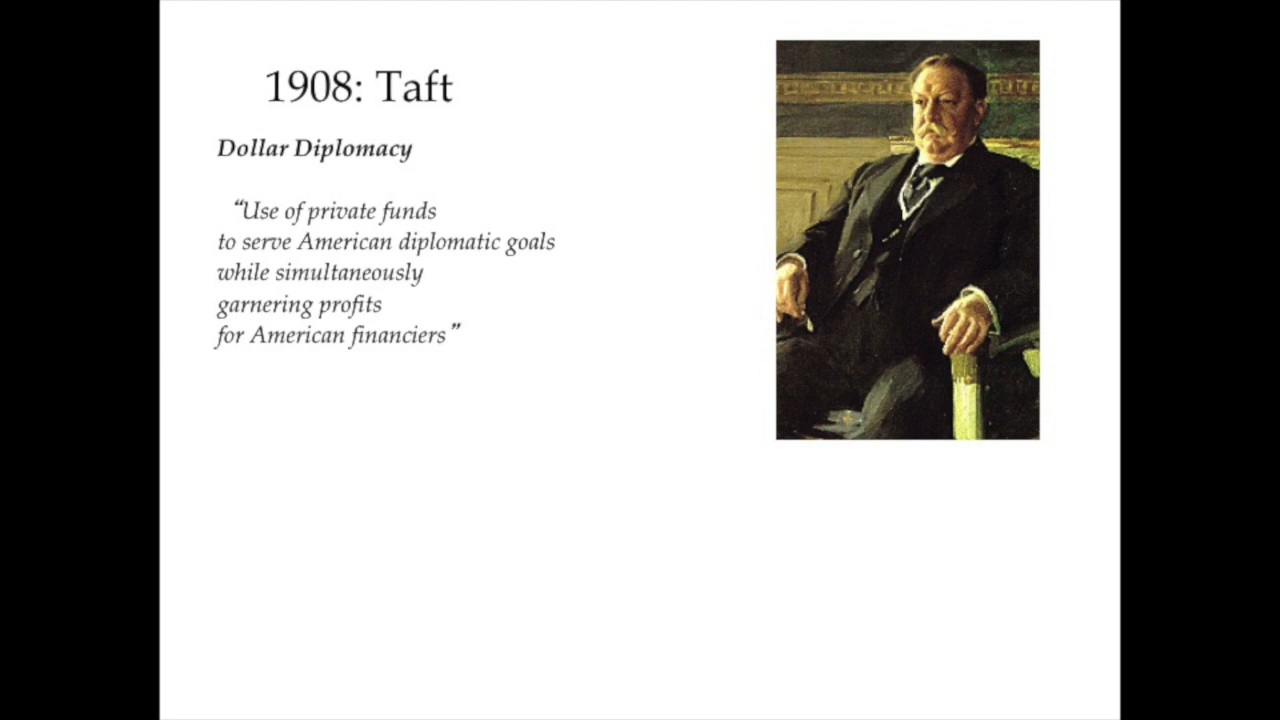 1908: Taft
Dollar Diplomacy
“Use of private funds
to serve American diplomatic goals
while simultaneously
garnering profits
for American financiers”